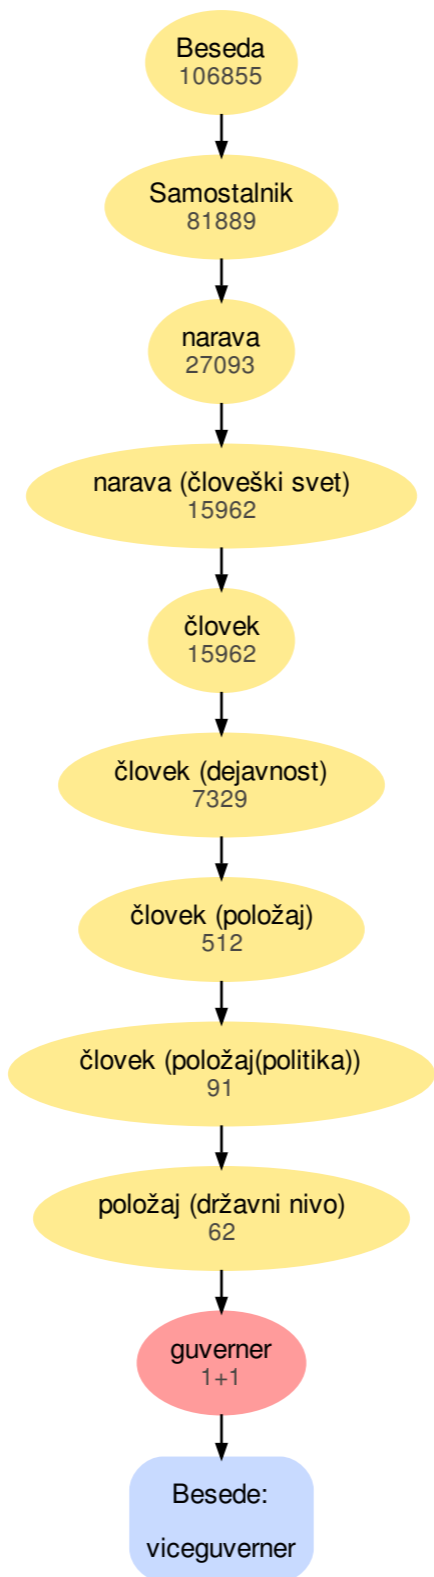 Beseda
106855
Samostalnik
81889
narava
27093
narava (človeški svet)
15962
človek
15962
človek (dejavnost)
7329
človek (položaj)
512
človek (položaj(politika))
91
položaj (državni nivo)
62
guverner
1+1
Besede:
viceguverner